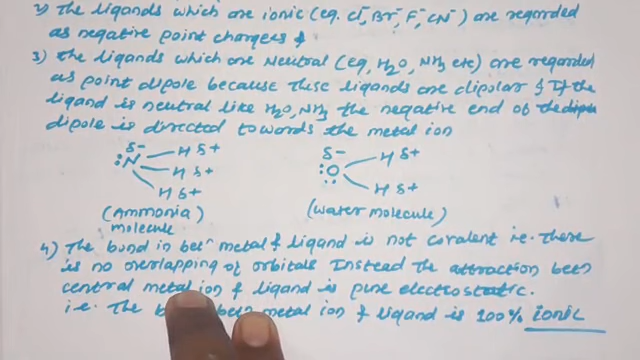 2) The ligands which are ionic (eg. Cl⁻, Br⁻, F⁻, CN⁻) are regarded
as negative point charges &
3) The ligands which are Neutral (eg, H2O, NH3 etc) are regarded
as point dipole because these ligands are dipolar & If the
ligand is neutral like H2O, NH3 the negative end of the
dipole is directed towards the metal ion
δ- H δ+ δ- H δ+
:N H δ+ :O
H δ+ H δ+
(Ammonia) (Water molecule)
molecule
4) The bond in betn metal & ligand is not covalent i.e. There
is no overlapping of orbitals Instead the attraction betn
central metal ion & ligand is pure electrostatic.
i.e. The betn metal ion & ligand is 100% ionic